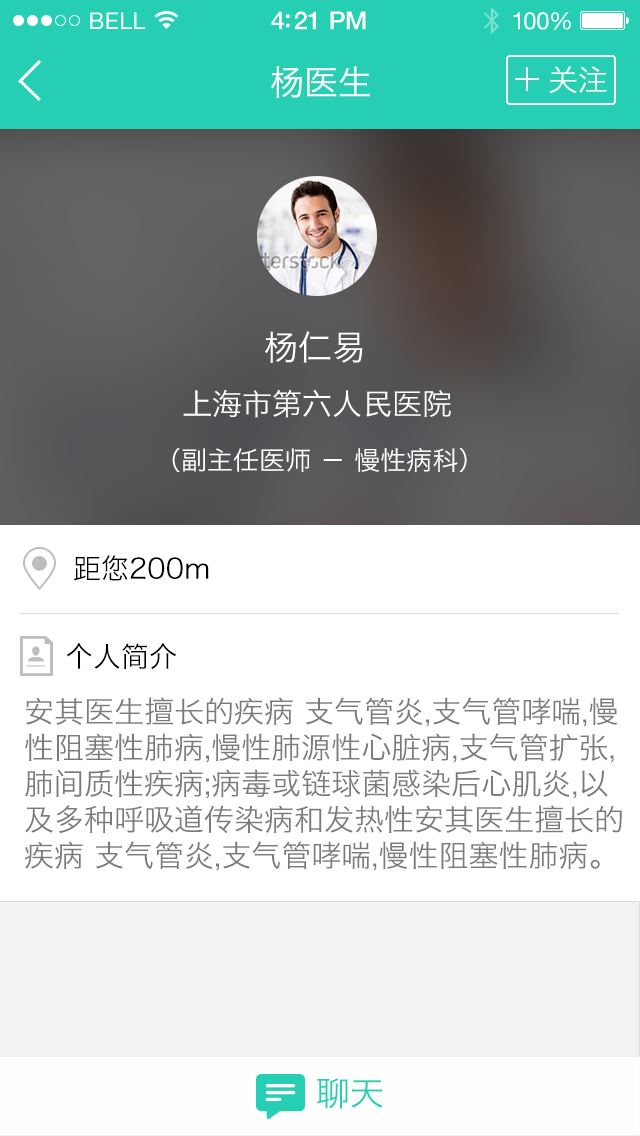 BELL 4:21 PM 100%
杨医生
+ 关注
terstock
杨仁易
上海市第六人民医院
(副主任医师 － 慢性病科)
距您200m
个人简介
安其医生擅长的疾病 支气管炎,支气管哮喘,慢
性阻塞性肺病,慢性肺源性心脏病,支气管扩张,
肺间质性疾病;病毒或链球菌感染后心肌炎,以
及多种呼吸道传染病和发热性安其医生擅长的
疾病 支气管炎,支气管哮喘,慢性阻塞性肺病。
聊天